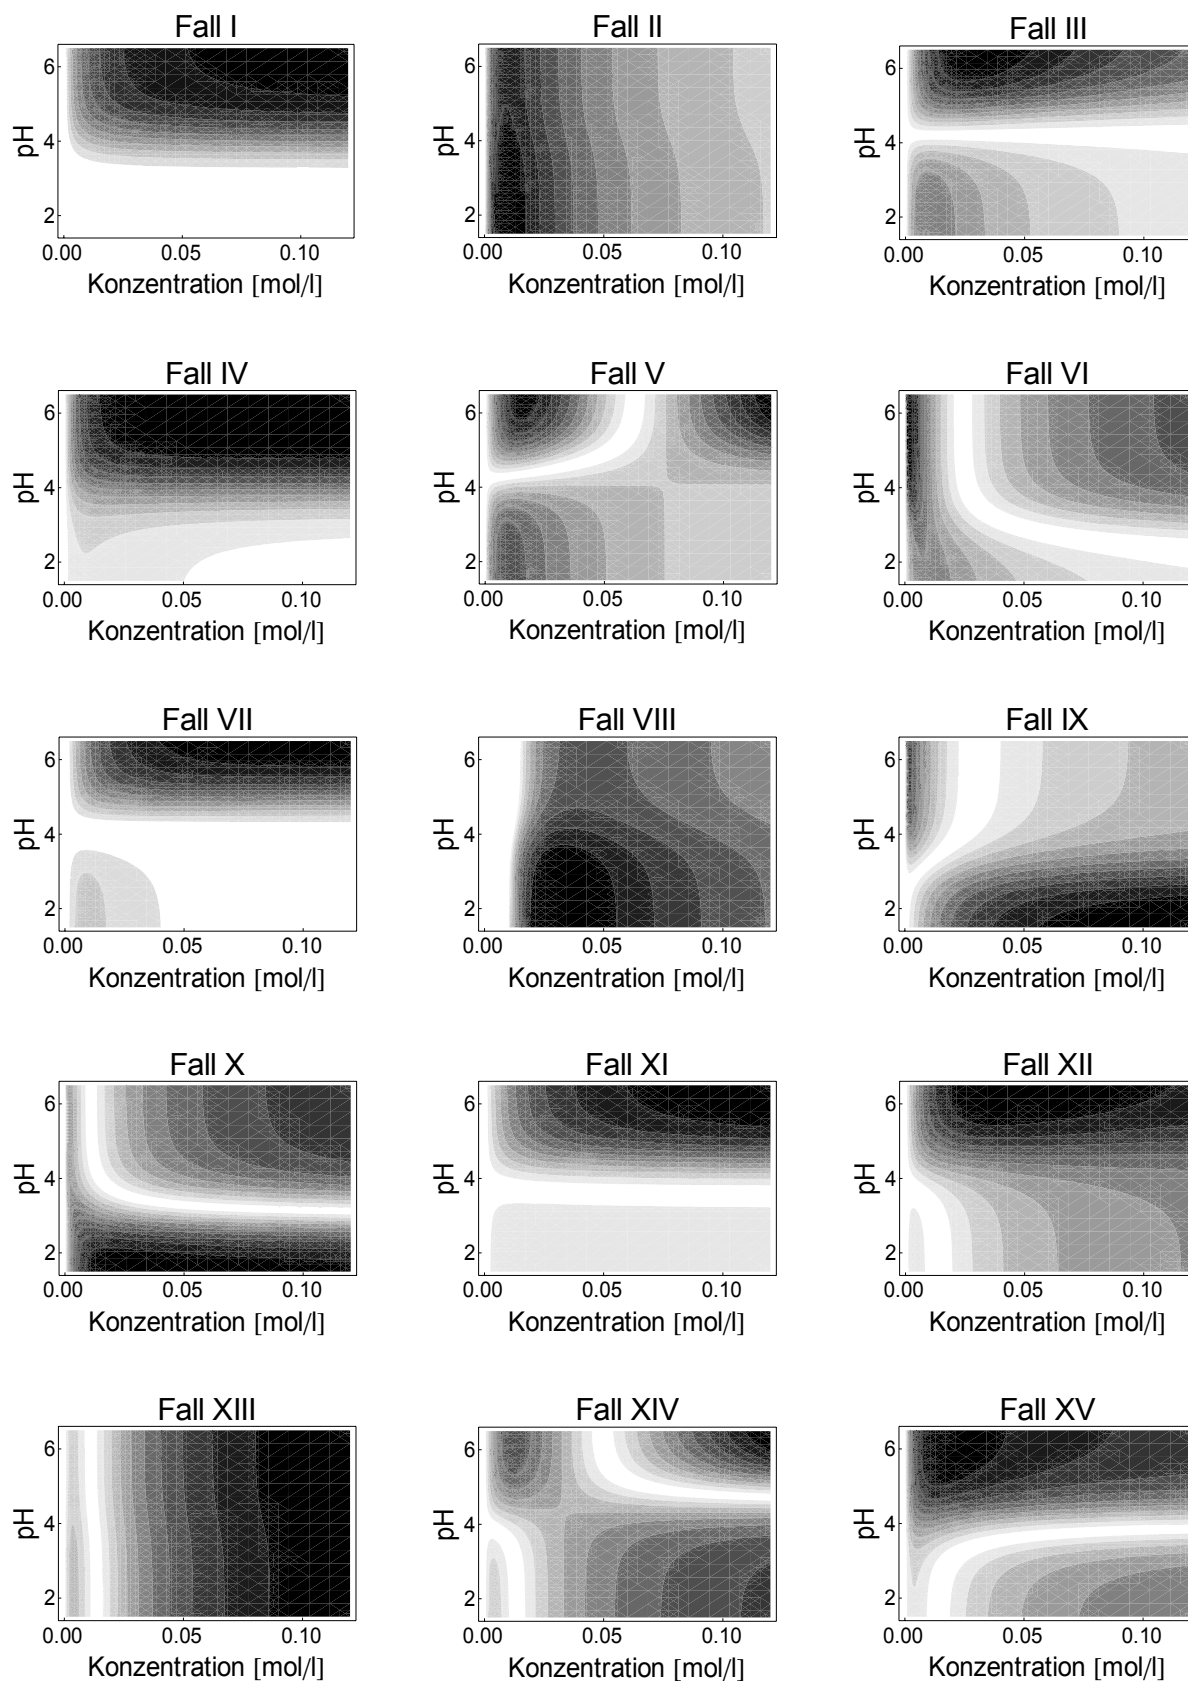 Fall I Fall II Fall III
6 6 6
pH pH pH
4 4 4
2 2 2
0.00 0.05 0.10 0.00 0.05 0.10 0.00 0.05 0.10
Konzentration [mol/l] Konzentration [mol/l] Konzentration [mol/l]
Fall IV Fall V Fall VI
6 6 6
pH pH pH
4 4 4
2 2 2
0.00 0.05 0.10 0.00 0.05 0.10 0.00 0.05 0.10
Konzentration [mol/l] Konzentration [mol/l] Konzentration [mol/l]
Fall VII Fall VIII Fall IX
6 6 6
pH pH pH
4 4 4
2 2 2
0.00 0.05 0.10 0.00 0.05 0.10 0.00 0.05 0.10
Konzentration [mol/l] Konzentration [mol/l] Konzentration [mol/l]
Fall X Fall XI Fall XII
6 6 6
pH pH pH
4 4 4
2 2 2
0.00 0.05 0.10 0.00 0.05 0.10 0.00 0.05 0.10
Konzentration [mol/l] Konzentration [mol/l] Konzentration [mol/l]
Fall XIII Fall XIV Fall XV
6 6 6
pH pH pH
4 4 4
2 2 2
0.00 0.05 0.10 0.00 0.05 0.10 0.00 0.05 0.10
Konzentration [mol/l] Konzentration [mol/l] Konzentration [mol/l]